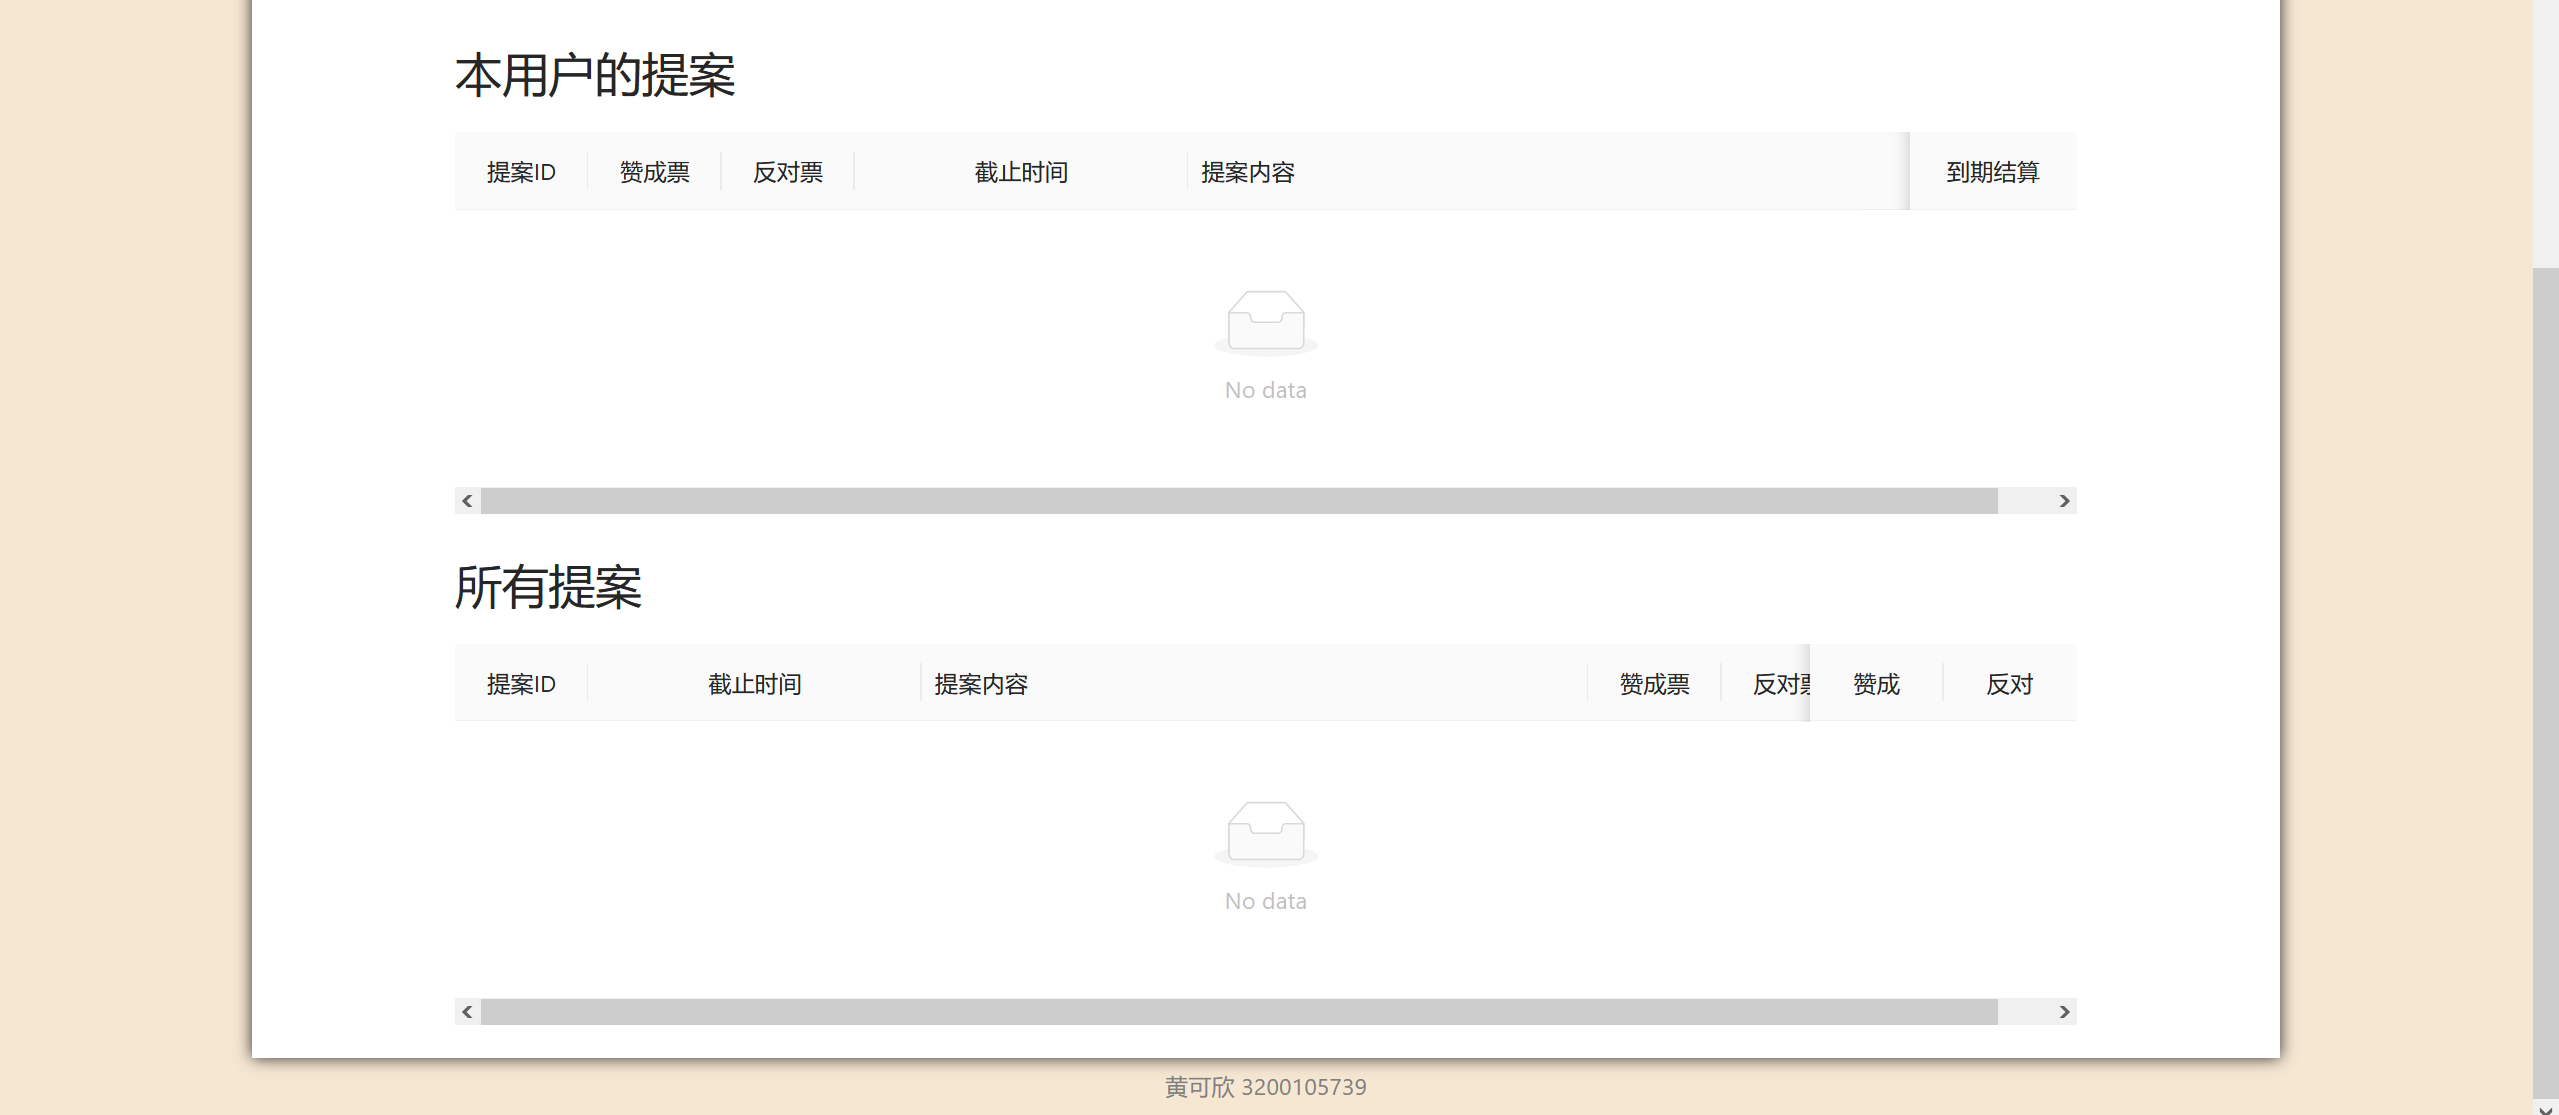 本用户的提案
提案ID 赞成票 反对票 截止时间 提案内容 到期结算
No data
所有提案
提案ID 截止时间 提案内容 赞成票 反对票 赞成 反对
No data
黄可欣 3200105739